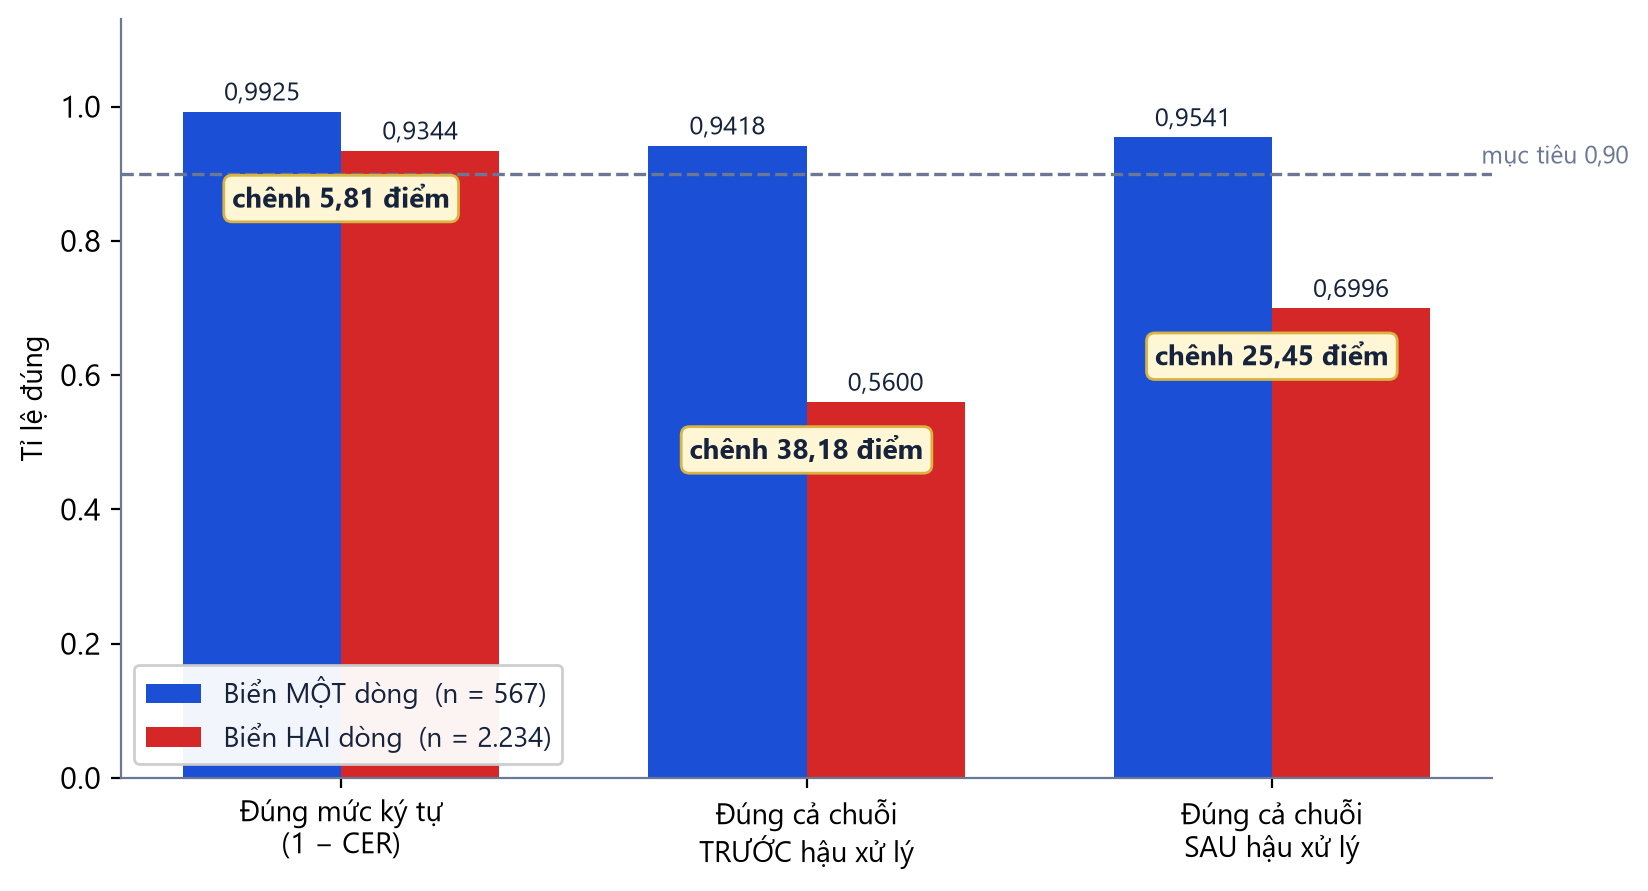 0,9925
0,9344
0,9418
0,9541
0,6996
0,5600
mục tiêu 0,90
chênh 5,81 điểm
chênh 38,18 điểm
chênh 25,45 điểm
Tỉ lệ đúng
1.0
0.8
0.6
0.4
0.2
0.0
Biển MỘT dòng (n = 567)
Biển HAI dòng (n = 2.234)
Đúng mức ký tự
(1 – CER)
Đúng cả chuỗi
TRƯỚC hậu xử lý
Đúng cả chuỗi
SAU hậu xử lý